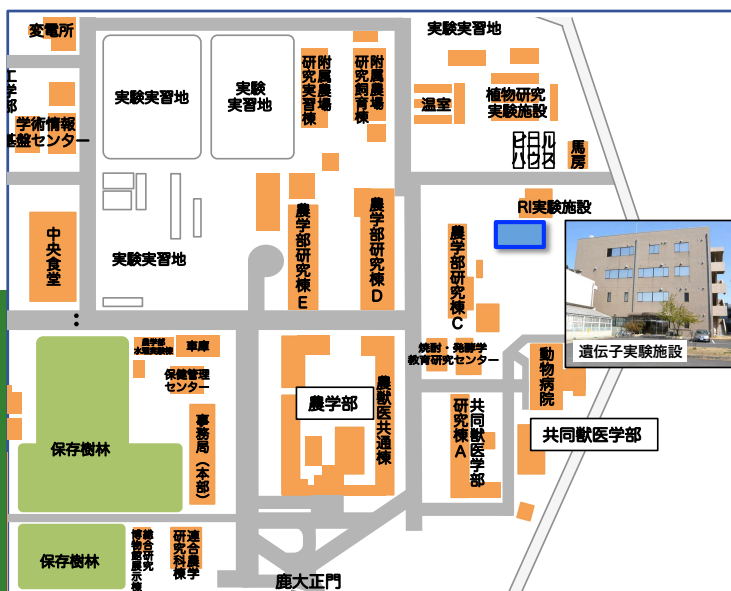 変電所
工学部
学術情報
基盤センター
実験実習地
実験
実習地
附属農場
研究実習棟
附属農場
研究飼育棟
実験実習地
温室
植物研究
実験施設
ビニール
ハウス
馬房
RI実験施設
中央食堂
実験実習地
農学部研究棟E
農学部研究棟D
農学部研究棟C
遺伝子実験施設
農学部
水理実験棟
車庫
保健管理
センター
焼酎・発酵学
教育研究センター
動物病院
農学部
農獣医共通棟
共同獣医学部
研究棟A
共同獣医学部
保存樹林
事務局(本部)
保存樹林
総合研究
博物館展示棟
連合農学
研究科棟
鹿大正門